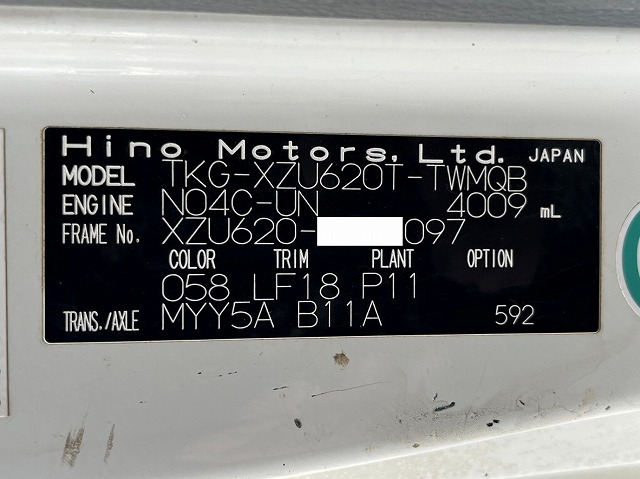 Hino Motors, Ltd. JAPAN
MODEL TKG-XZU620T-TWMQB
ENGINE N04C-UN 4009 mL
FRAME No. XZU620- 097
COLOR TRIM PLANT OPTION
058 LF18 P11
TRANS./AXLE MYY5A B11A 592